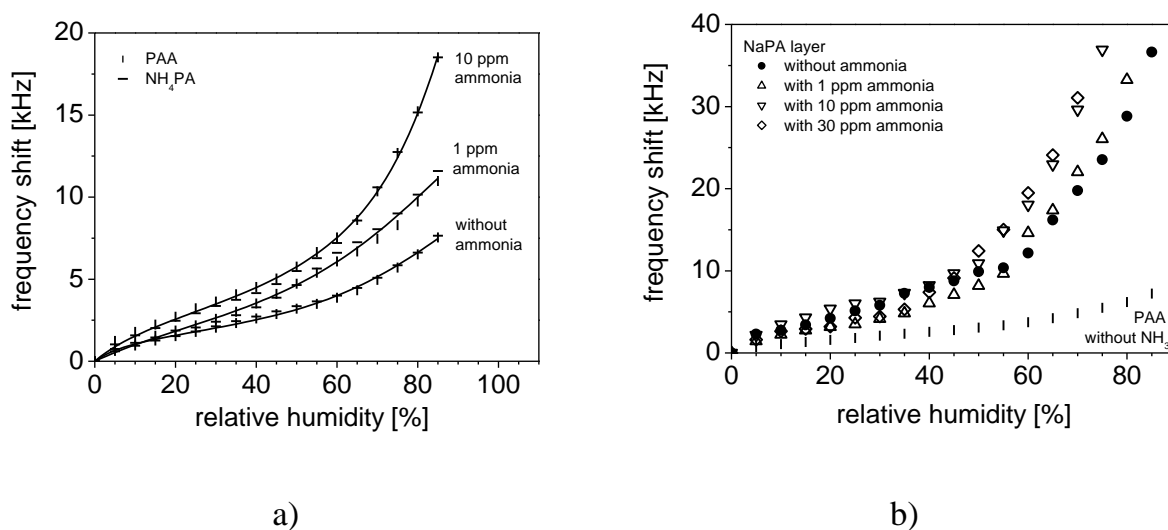 20
15
10
5
0
0
20
40
60
80
100
frequency shift [kHz]
relative humidity [%]
PAA
NH4PA
10 ppm
ammonia
1 ppm
ammonia
without
ammonia
a)
40
30
20
10
0
0
20
40
60
80
frequency shift [kHz]
relative humidity [%]
NaPA layer
without ammonia
with 1 ppm ammonia
with 10 ppm ammonia
with 30 ppm ammonia
PAA
without NH3
b)